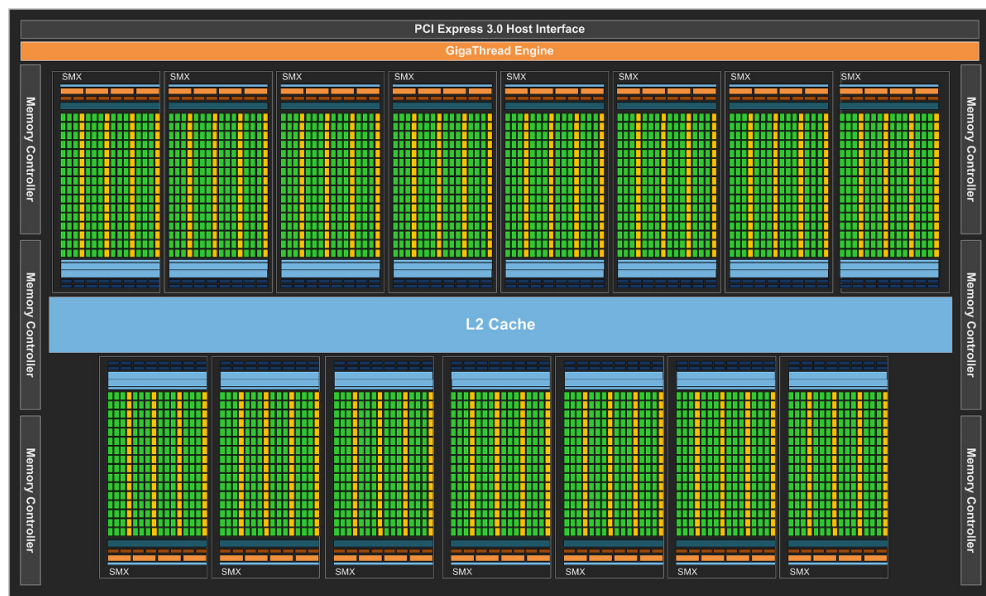 PCI Express 3.0 Host Interface
GigaThread Engine
SMX
SMX
SMX
SMX
SMX
SMX
SMX
SMX
Memory Controller
Memory Controller
Memory Controller
Memory Controller
L2 Cache
Memory Controller
Memory Controller
SMX
SMX
SMX
SMX
SMX
SMX
SMX